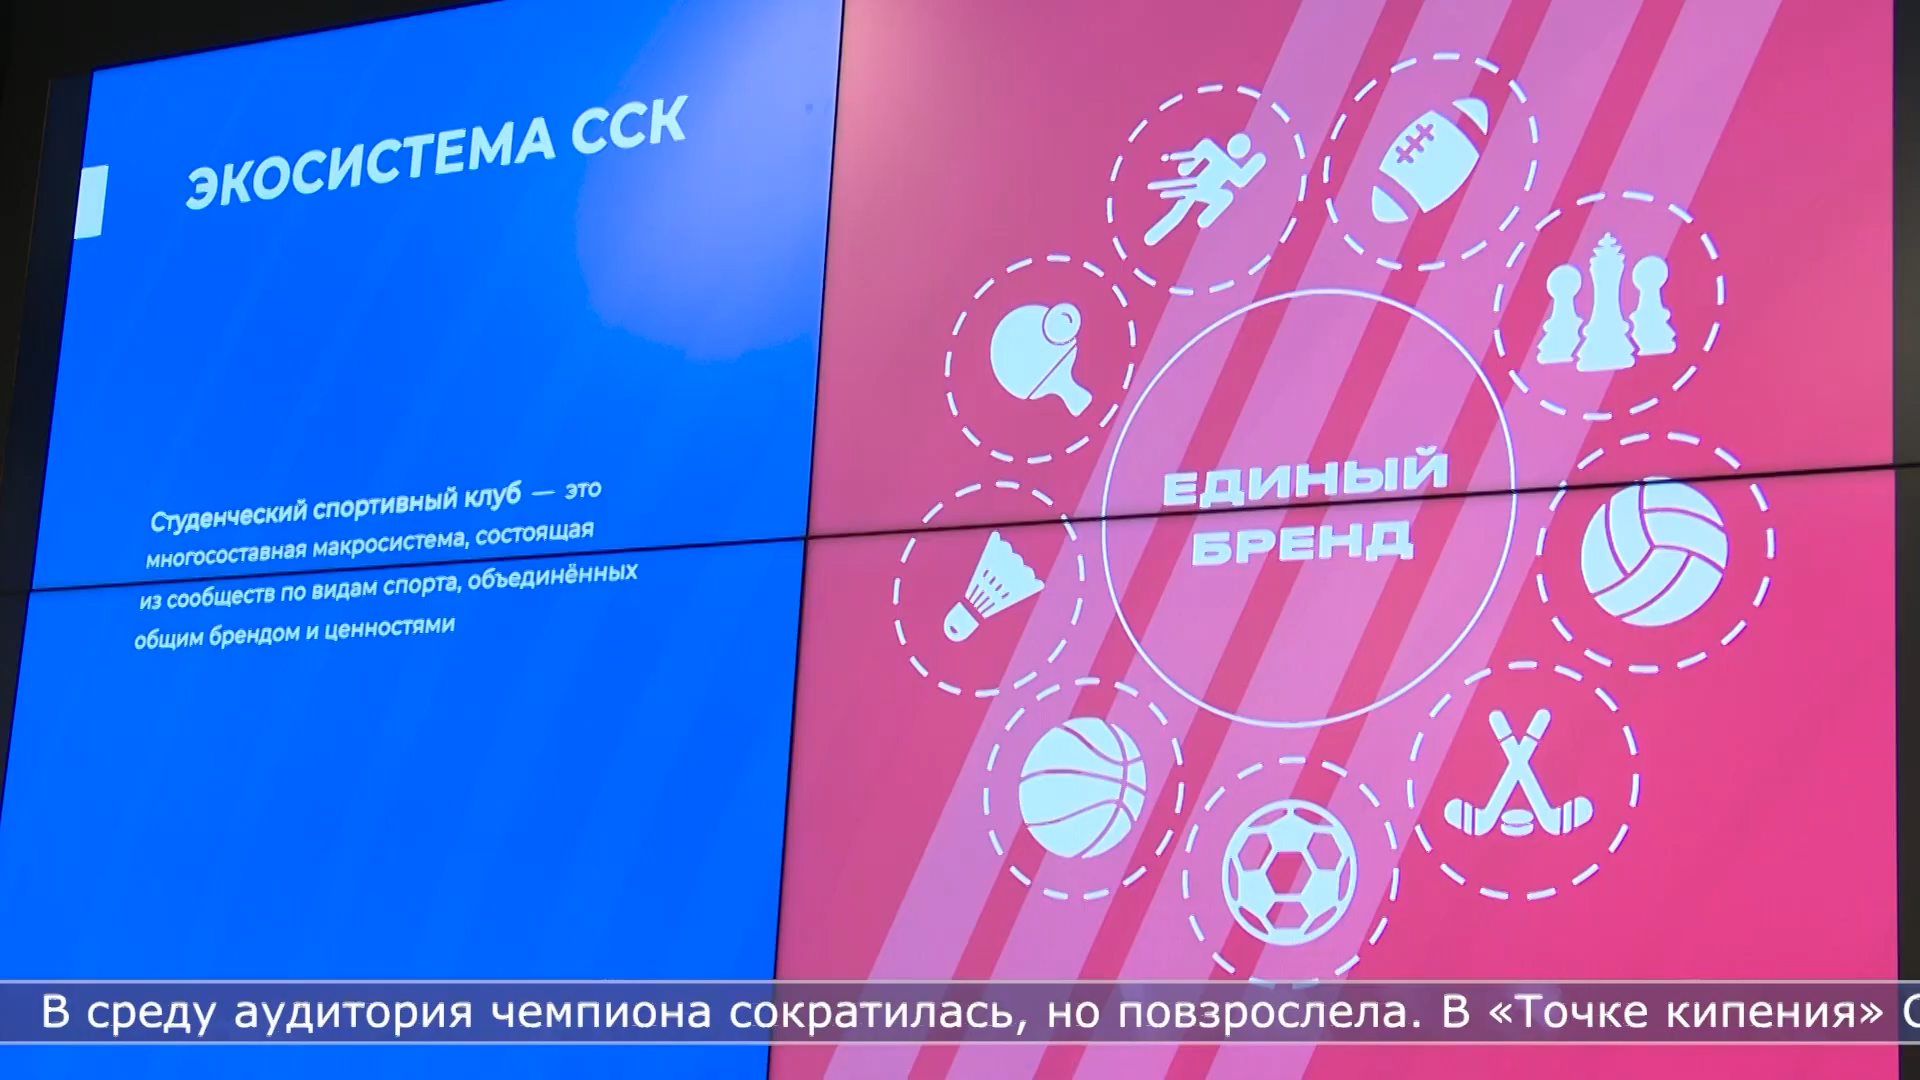 ЭКОСИСТЕМА ССК
Студенческий спортивный клуб — это
многосоставная макросистема, состоящая
из сообществ по видам спорта, объединённых
общим брендом и ценностями
ЕДИНЫЙ
БРЕНД
В среду аудитория чемпиона сократилась, но повзрослела. В «Точке кипения»